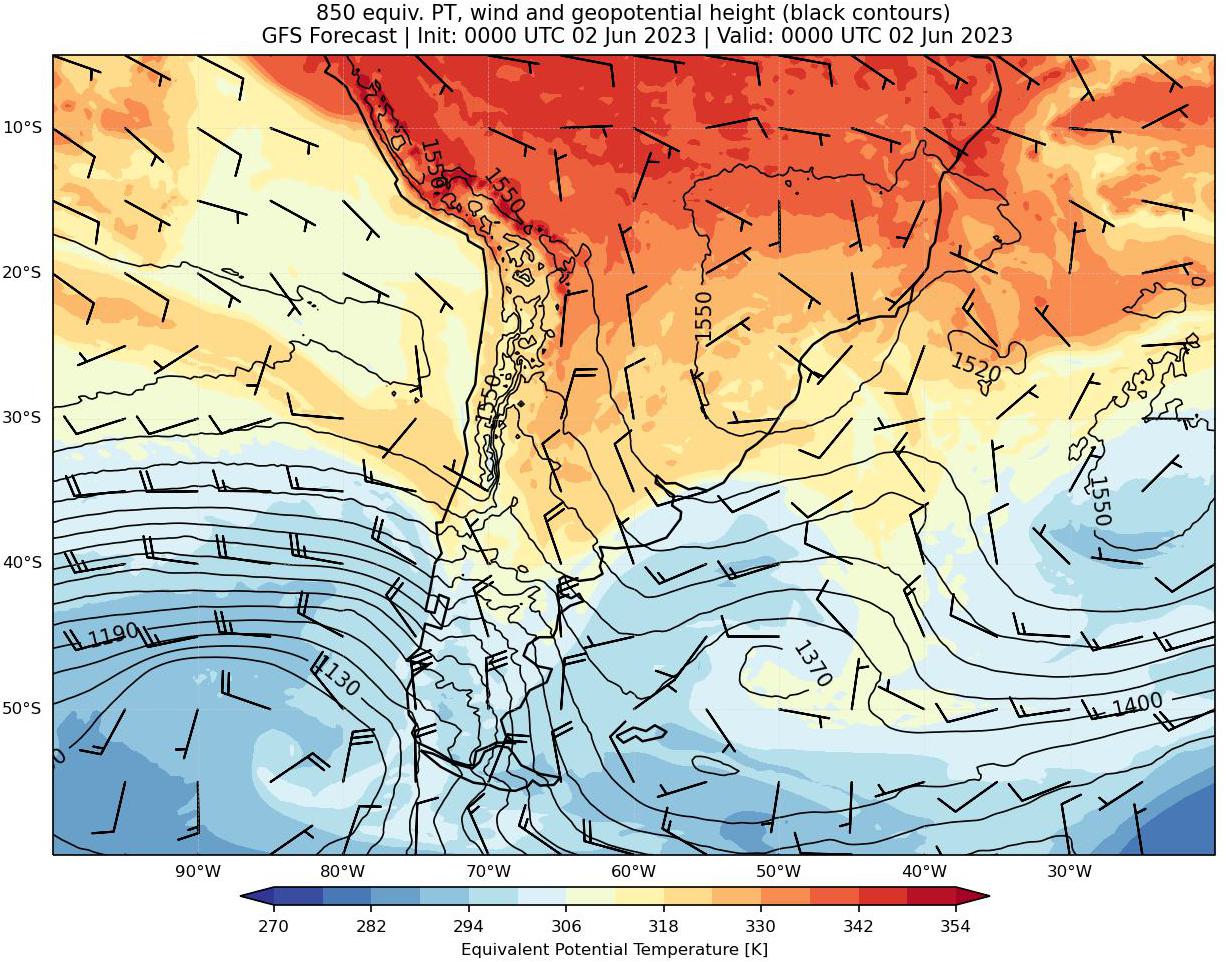 850 equiv. PT, wind and geopotential height (black contours)
GFS Forecast | Init: 0000 UTC 02 Jun 2023 | Valid: 0000 UTC 02 Jun 2023
10°S
1550
1550
20°S
1550
1520
30°S
1550
1550
40°S
1190
1130
1370
50°S
1400
0
90°W 80°W 70°W 60°W 50°W 40°W 30°W
270 282 294 306 318 330 342 354
Equivalent Potential Temperature [K]